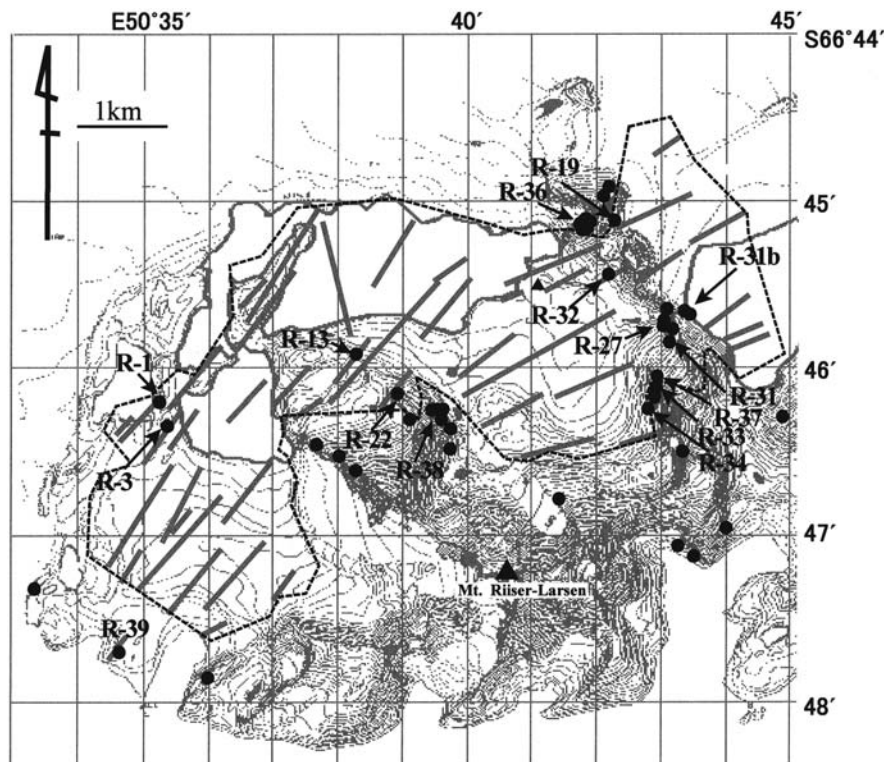 E50°35′
40′
45′
S66°44′
1km
R-19
R-36
45′
R-31b
R-32
R-13
R-27
R-1
46′
R-31
R-22
R-37
R-33
R-38
R-3
R-34
47′
Mt. Riiser-Larsen
R-39
48′